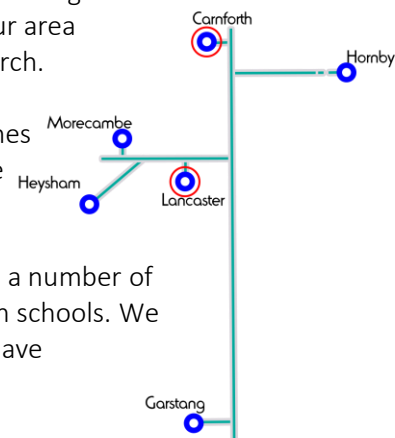 Carnforth
ur area
rch.
Hornby
Morecambe
nes
e
Heysham
Lancaster
a number of
n schools. We
ave
Garstang